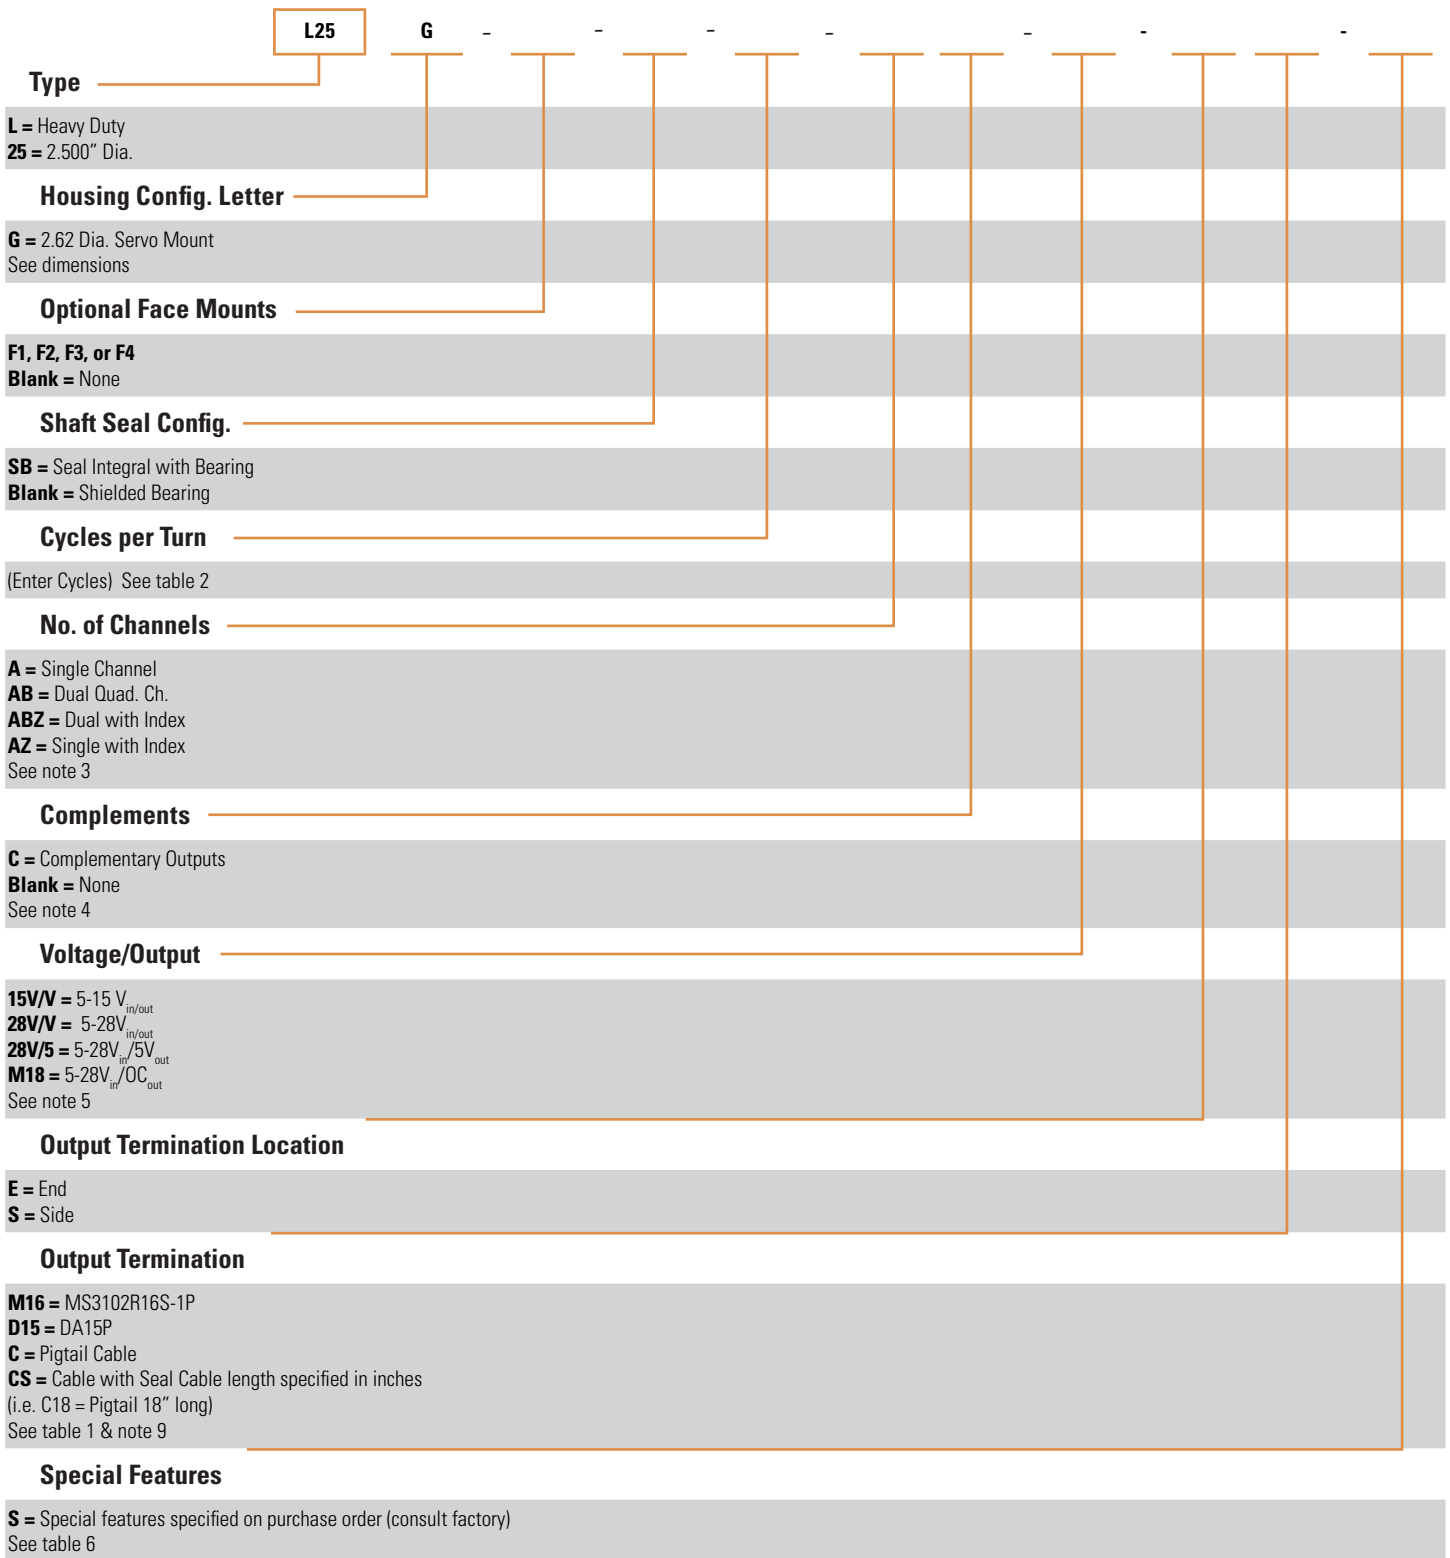 L25 G – – – – – - -
Type
L = Heavy Duty
25 = 2.500” Dia.
Housing Config. Letter
G = 2.62 Dia. Servo Mount
See dimensions
Optional Face Mounts
F1, F2, F3, or F4
Blank = None
Shaft Seal Config.
SB = Seal Integral with Bearing
Blank = Shielded Bearing
Cycles per Turn
(Enter Cycles) See table 2
No. of Channels
A = Single Channel
AB = Dual Quad. Ch.
ABZ = Dual with Index
AZ = Single with Index
See note 3
Complements
C = Complementary Outputs
Blank = None
See note 4
Voltage/Output
15V/V = 5-15 Vin/out
28V/V = 5-28Vin/out
28V/5 = 5-28Vin/5Vout
M18 = 5-28Vin/OCout
See note 5
Output Termination Location
E = End
S = Side
Output Termination
M16 = MS3102R16S-1P
D15 = DA15P
C = Pigtail Cable
CS = Cable with Seal Cable length specified in inches
(i.e. C18 = Pigtail 18” long)
See table 1 & note 9
Special Features
S = Special features specified on purchase order (consult factory)
See table 6